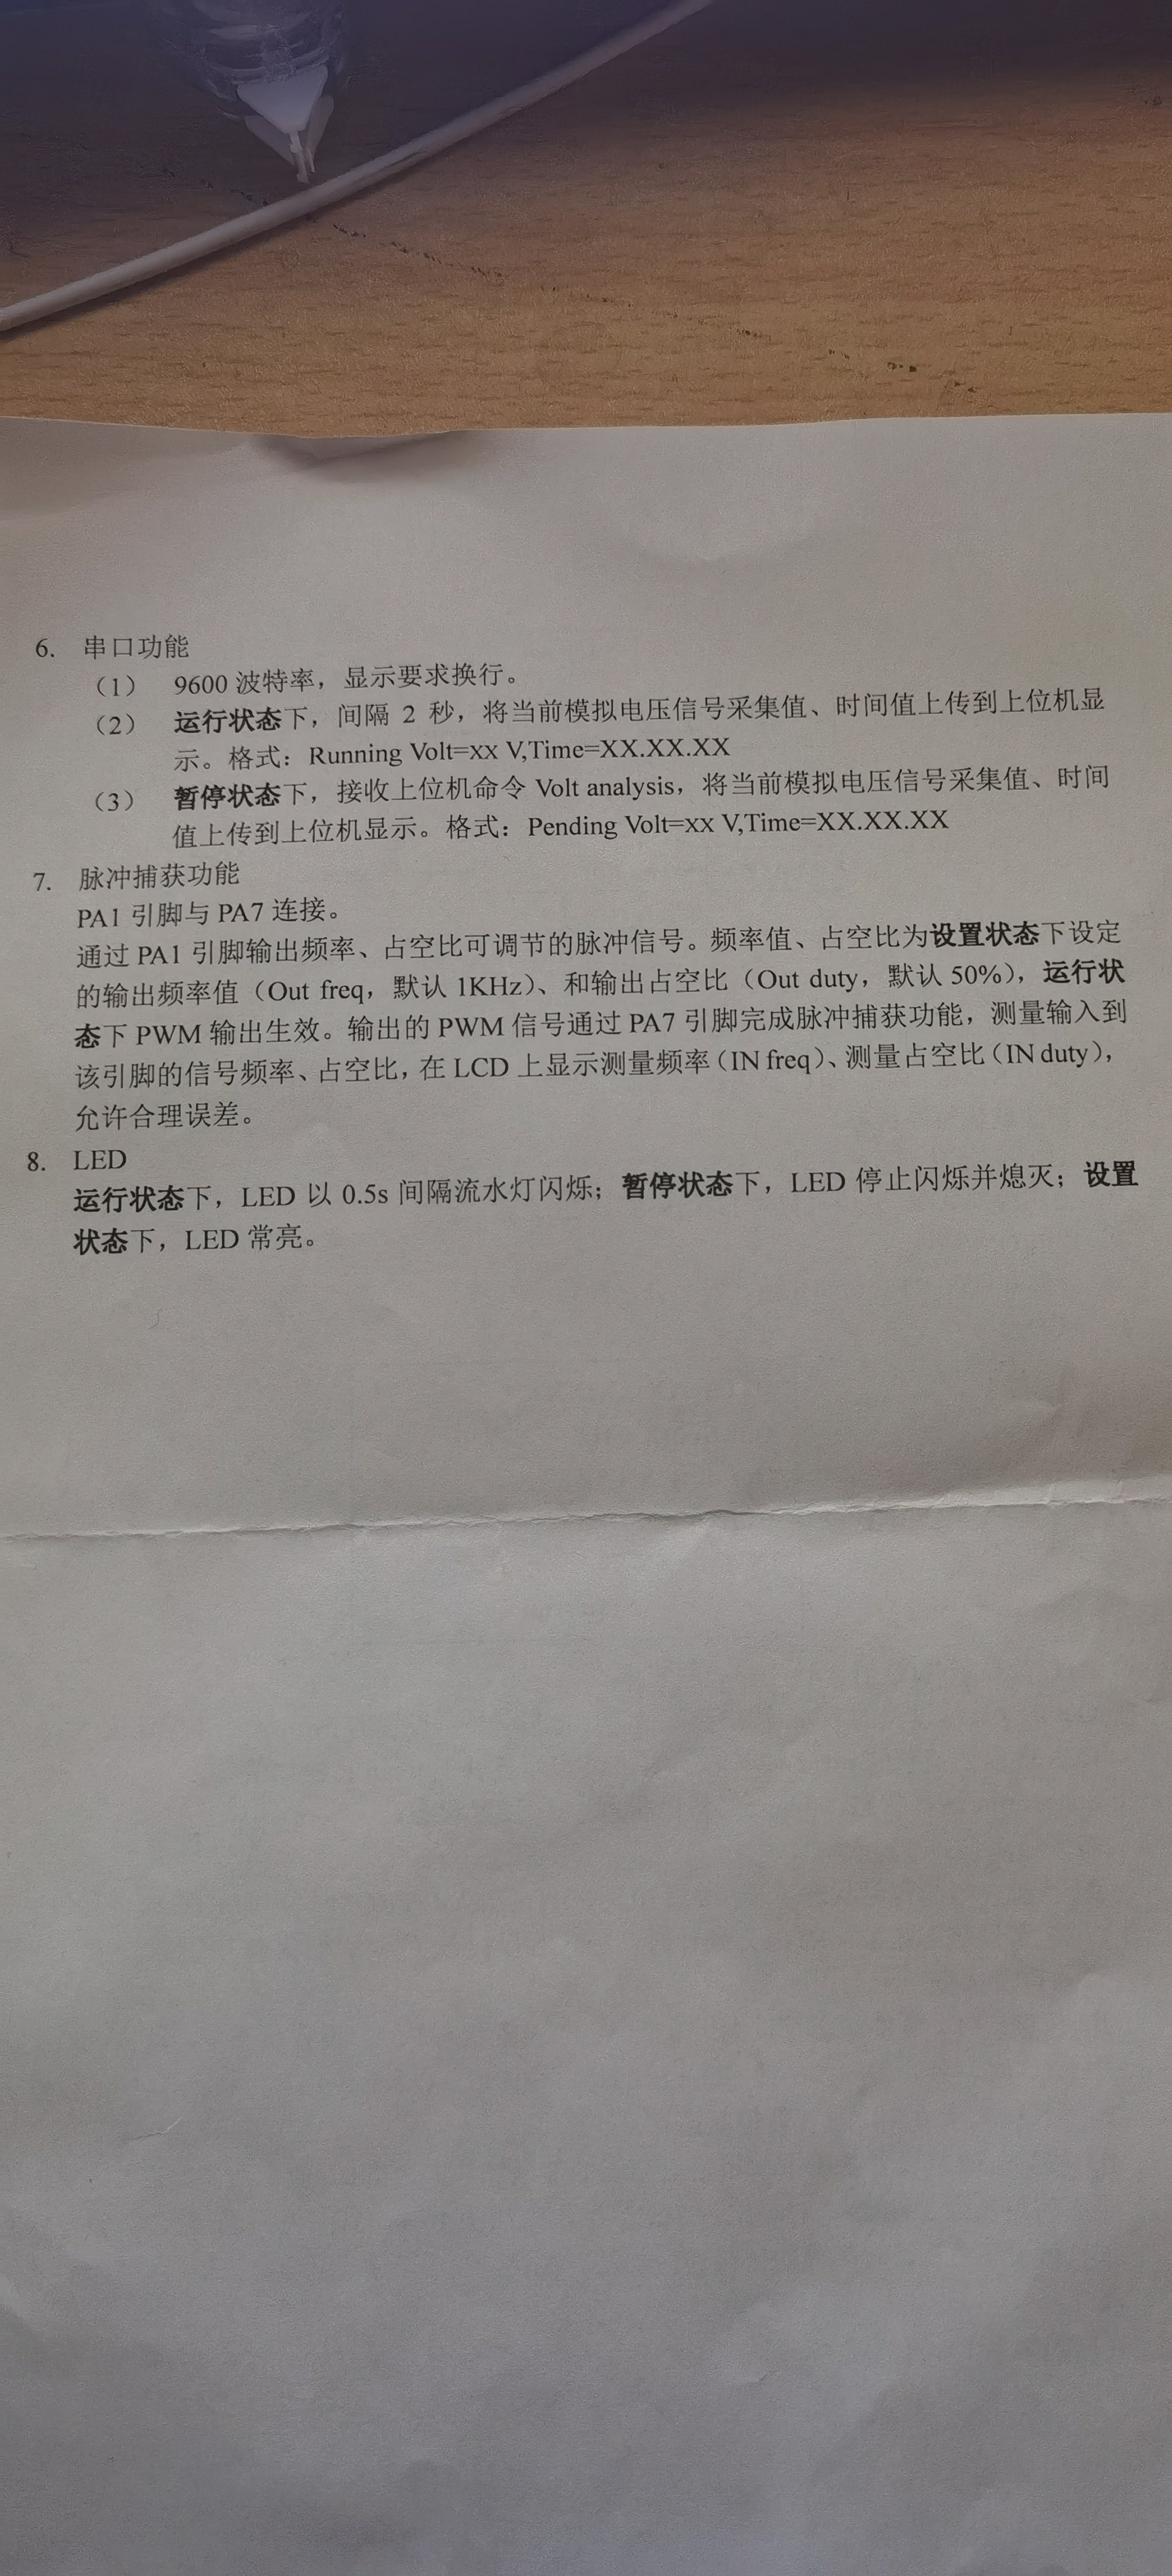 6. 串口功能
（1） 9600 波特率，显示要求换行。
（2） 运行状态下，间隔 2 秒，将当前模拟电压信号采集值、时间值上传到上位机显
示。格式：Running Volt=xx V,Time=XX.XX.XX
（3） 暂停状态下，接收上位机命令 Volt analysis，将当前模拟电压信号采集值、时间
值上传到上位机显示。格式：Pending Volt=xx V,Time=XX.XX.XX
7. 脉冲捕获功能
PA1 引脚与 PA7 连接。
通过 PA1 引脚输出频率、占空比可调节的脉冲信号。频率值、占空比为设置状态下设定
的输出频率值（Out freq，默认 1KHz）、和输出占空比（Out duty，默认 50%），运行状
态下 PWM 输出生效。输出的 PWM 信号通过 PA7 引脚完成脉冲捕获功能，测量输入到
该引脚的信号频率、占空比，在 LCD 上显示测量频率（IN freq）、测量占空比（IN duty），
允许合理误差。
8. LED
运行状态下，LED 以 0.5s 间隔流水灯闪烁；暂停状态下，LED 停止闪烁并熄灭；设置
状态下，LED 常亮。